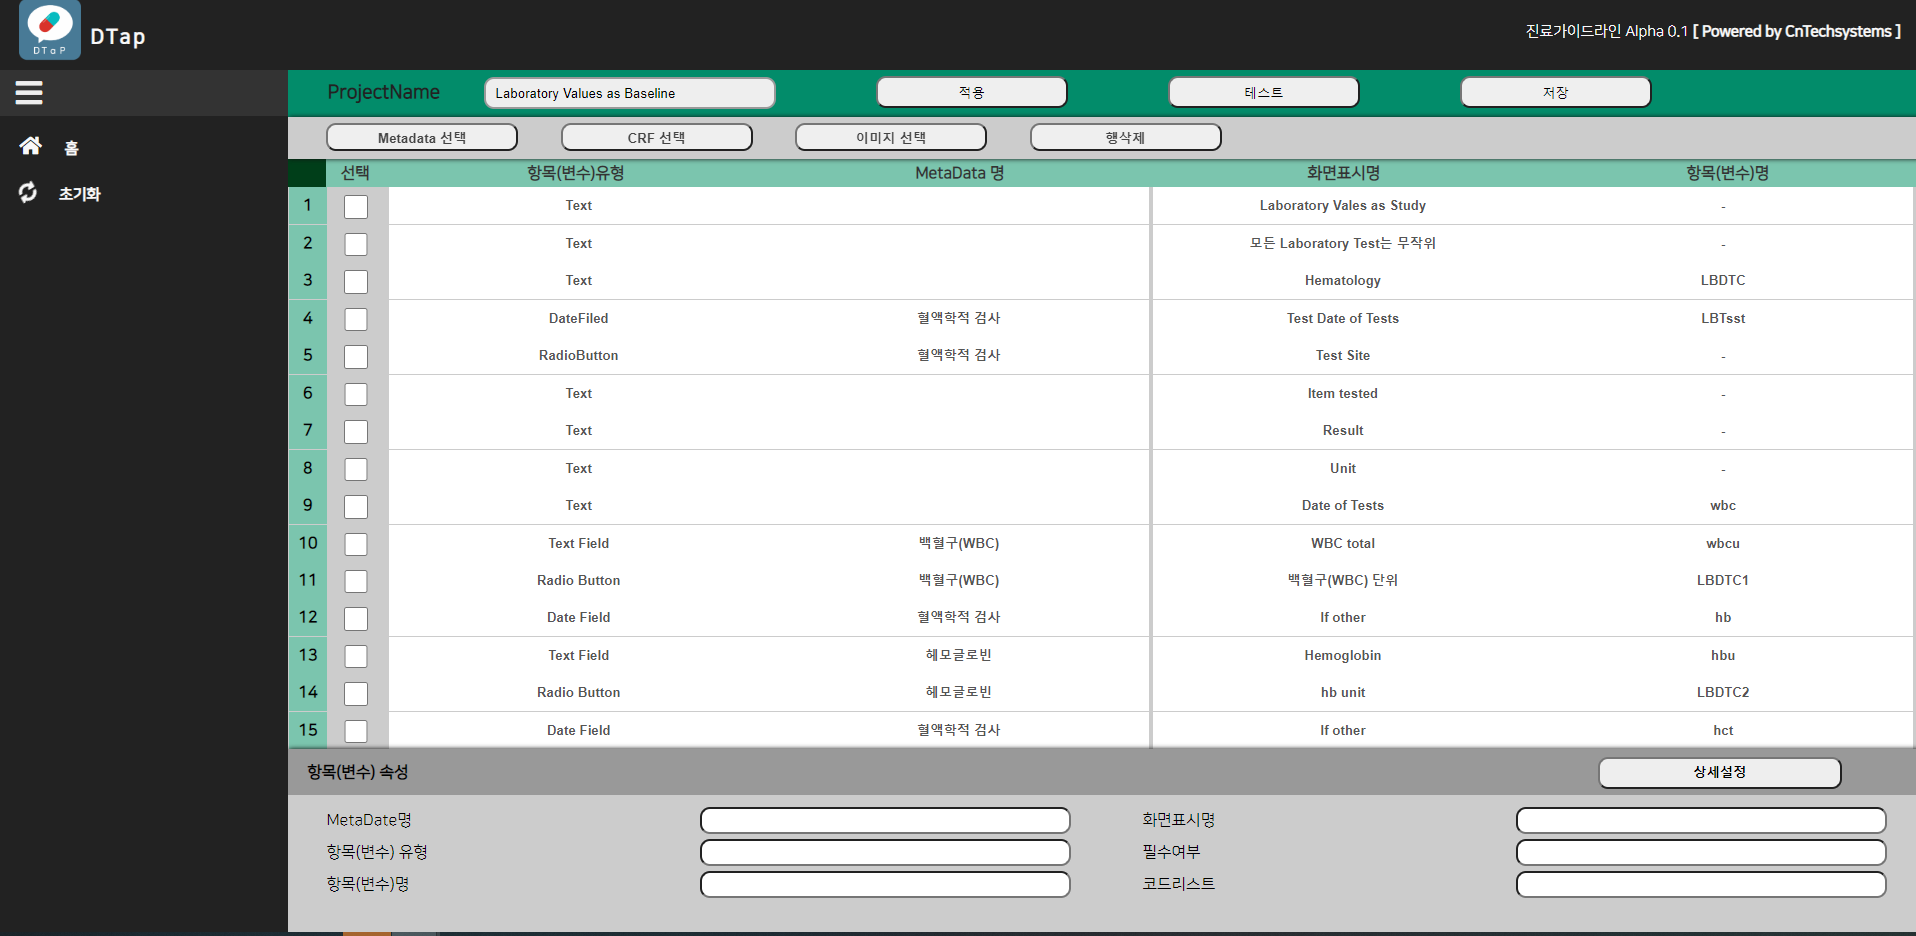 DTaP
DTap
진료가이드라인 Alpha 0.1 [ Powered by CnTechsystems ]
홈
초기화
ProjectName Laboratory Values as Baseline 적용 테스트 저장
Metadata 선택 CRF 선택 이미지 선택 행삭제
선택 항목(변수)유형 MetaData 명 화면표시명 항목(변수)명
1 Text Laboratory Vales as Study -
2 Text 모든 Laboratory Test는 무작위 -
3 Text Hematology LBDTC
4 DateFiled 혈액학적 검사 Test Date of Tests LBTsst
5 RadioButton 혈액학적 검사 Test Site -
6 Text Item tested -
7 Text Result -
8 Text Unit -
9 Text Date of Tests wbc
10 Text Field 백혈구(WBC) WBC total wbcu
11 Radio Button 백혈구(WBC) 백혈구(WBC) 단위 LBDTC1
12 Date Field 혈액학적 검사 If other hb
13 Text Field 헤모글로빈 Hemoglobin hbu
14 Radio Button 헤모글로빈 hb unit LBDTC2
15 Date Field 혈액학적 검사 If other hct
항목(변수) 속성 상세설정
MetaDate명 화면표시명
항목(변수) 유형 필수여부
항목(변수)명 코드리스트